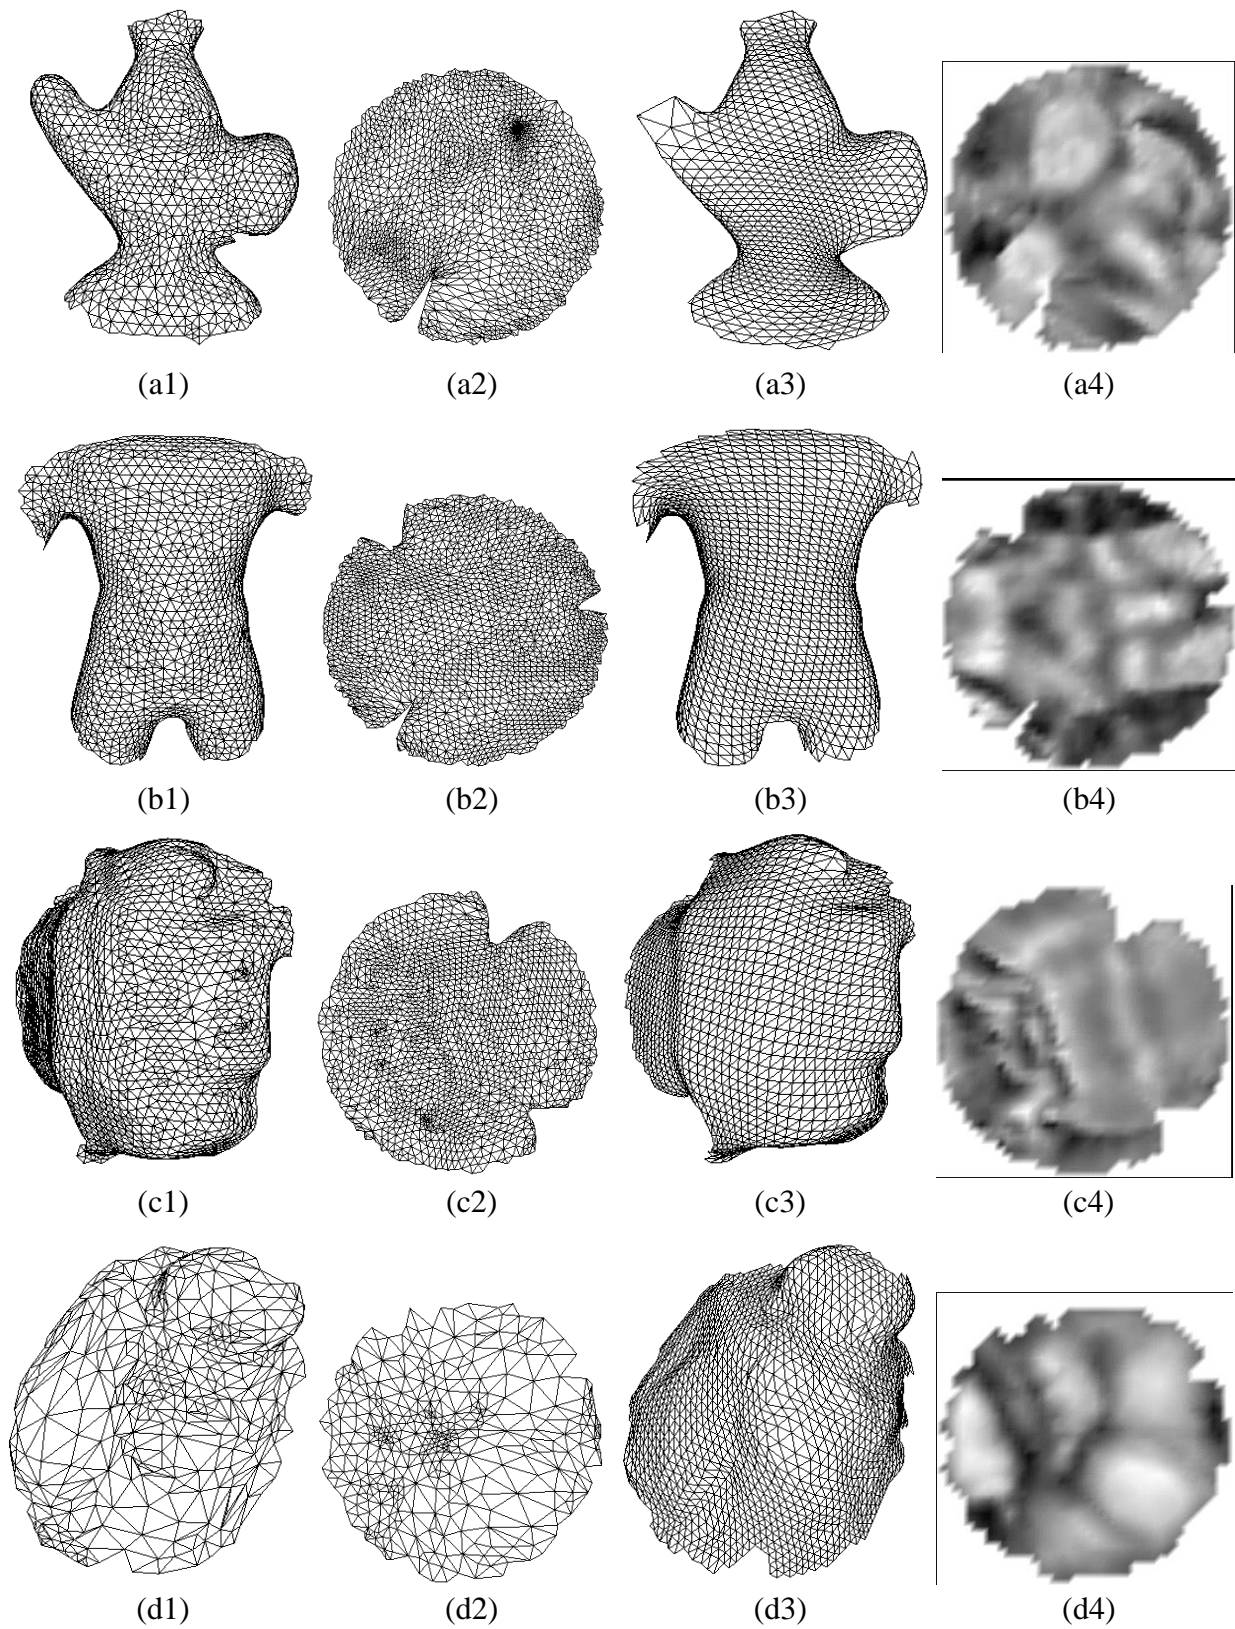 (a1) (a2) (a3) (a4)
(b1) (b2) (b3) (b4)
(c1) (c2) (c3) (c4)
(d1) (d2) (d3) (d4)